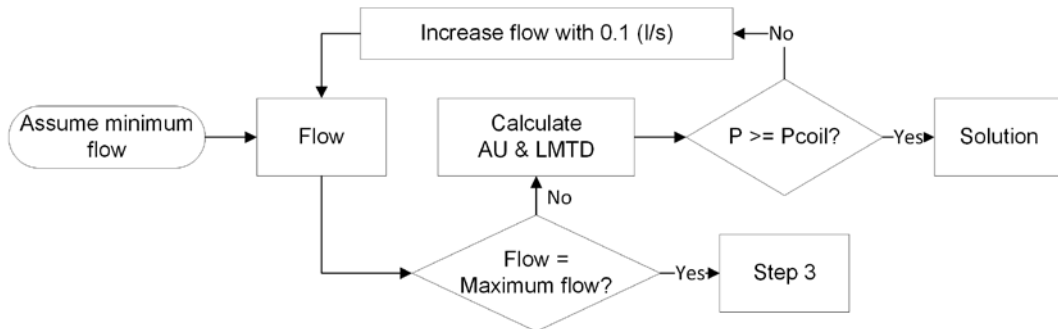 Increase flow with 0.1 (l/s)
No
Assume minimum
flow
Flow
Calculate
AU & LMTD
P >= Pcoil?
Yes
Solution
No
Flow =
Maximum flow?
Yes
Step 3